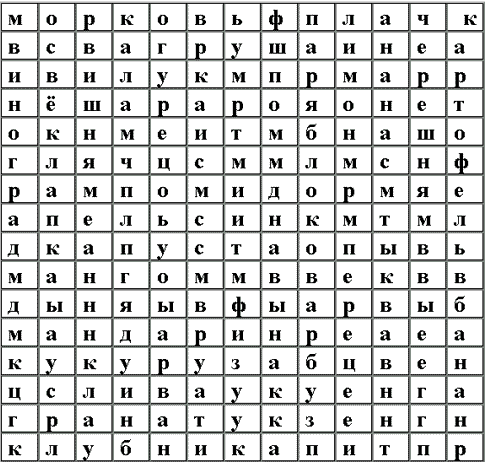 м о р к о в ь ф п л а ч к
в с в а г р у ш а и н е а
и в и л у к м п р м а р р
н ё ш а р а р о я о н е т
о к н м е и т м б н а ш о
г л я ч ц с м м л м с н ф
р а м п о м и д о р м я е
а п е л ь с и н к м т м л
д к а п у с т а о п ы в ь
м а н г о м м в в е к в в
д ы н я ы в ф ы а р в ы б
м а н д а р и н р е а е а
к у к у р у з а б ц в е н
ц с л и в а у к у е н г а
г р а н а т у к з е н г н
к л у б н и к а п и т п р